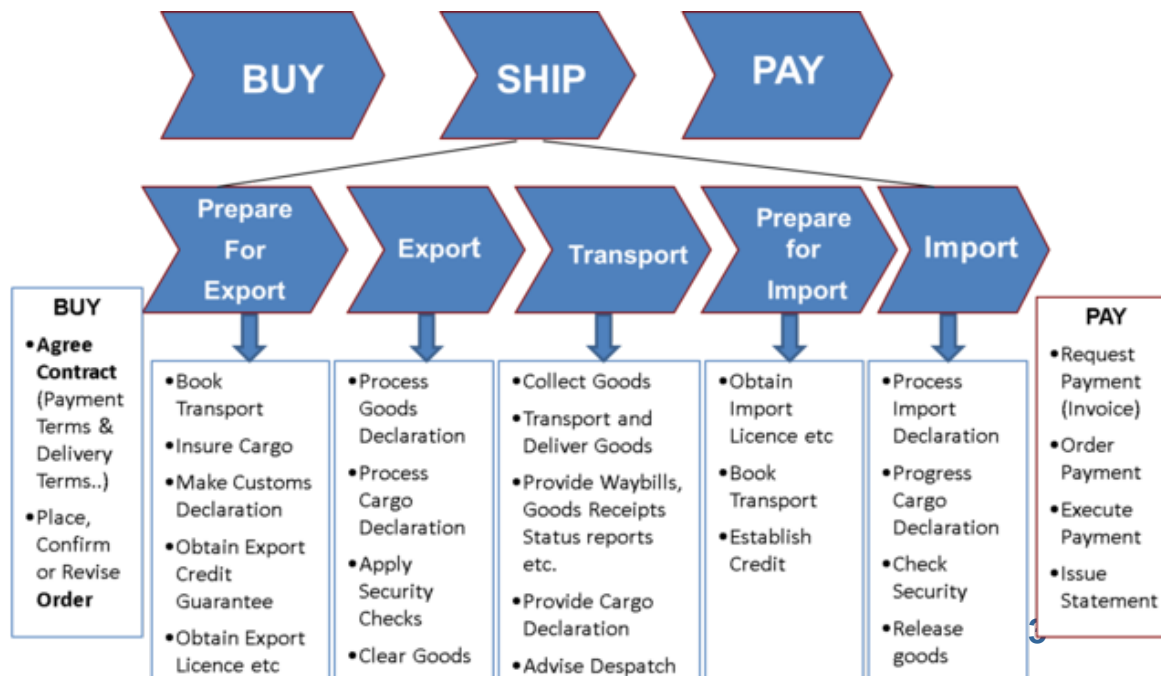 BUY
SHIP
PAY
Prepare
For
Export
Export
Transport
Prepare
for
Import
Import
BUY
•Agree
Contract
(Payment
Terms &
Delivery
Terms..)
•Place,
Confirm
or Revise
Order
•Book
Transport
•Insure Cargo
•Make Customs
Declaration
•Obtain Export
Credit
Guarantee
•Obtain Export
Licence etc
•Process
Goods
Declaration
•Process
Cargo
Declaration
•Apply
Security
Checks
•Clear Goods
•Collect Goods
•Transport and
Deliver Goods
•Provide Waybills,
Goods Receipts
Status reports
etc.
•Provide Cargo
Declaration
•Advise Despatch
•Obtain
Import
Licence etc
•Book
Transport
•Establish
Credit
•Process
Import
Declaration
•Progress
Cargo
Declaration
•Check
Security
•Release
goods
PAY
•Request
Payment
(Invoice)
•Order
Payment
•Execute
Payment
•Issue
Statement
3